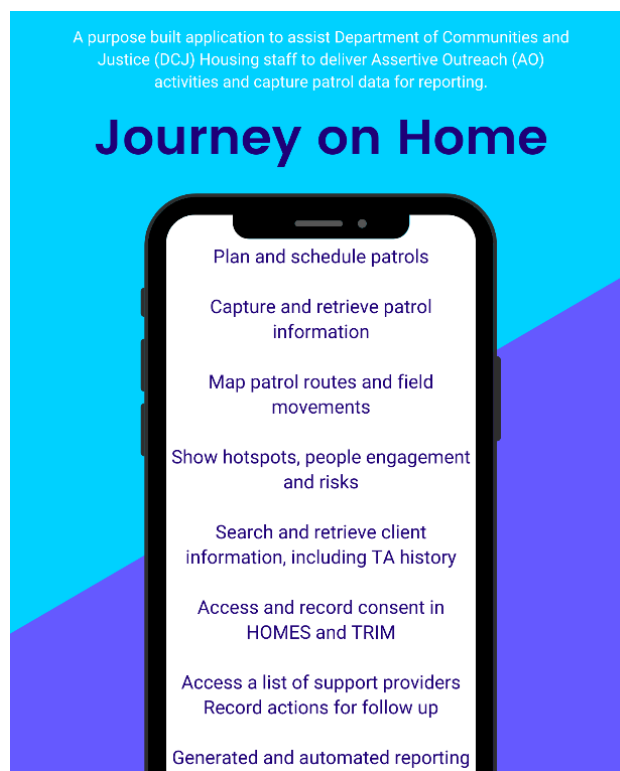 A purpose built application to assist Department of Communities and
Justice (DCJ) Housing staff to deliver Assertive Outreach (AO)
activities and capture patrol data for reporting.
Journey on Home
Plan and schedule patrols
Capture and retrieve patrol
information
Map patrol routes and field
movements
Show hotspots, people engagement
and risks
Search and retrieve client
information, including TA history
Access and record consent in
HOMES and TRIM
Access a list of support providers
Record actions for follow up
Generated and automated reporting